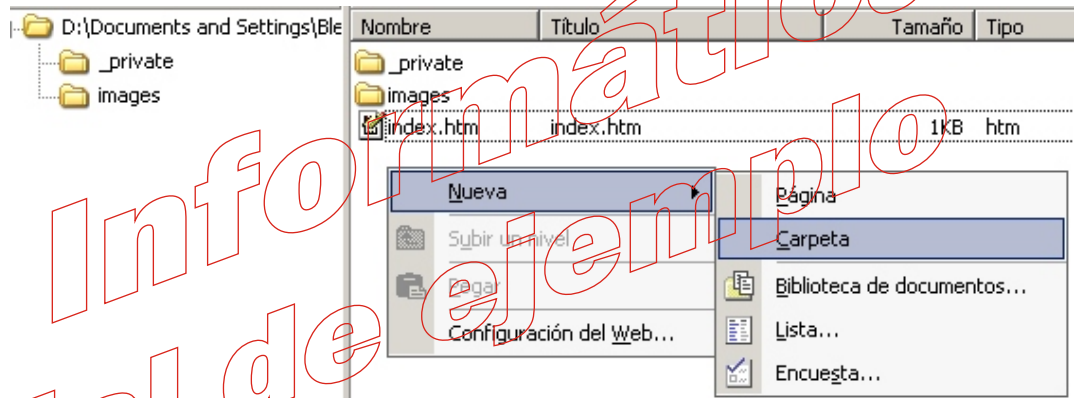 D:\Documents and Settings\Ble
_private
images
Nombre Título Tamaño Tipo
_private
images
index.htm index.htm 1KB htm
Nueva
Subir un nivel
Pegar
Configuración del Web...
Página
Carpeta
Biblioteca de documentos...
Lista...
Encuesta...
Informátic
de ejemplo